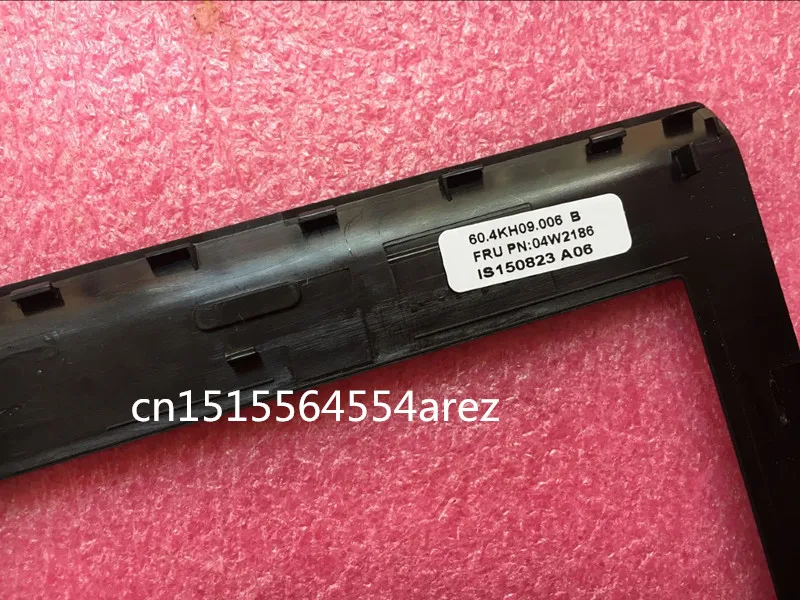 60.4KH09.006 B
FRU PN:04W2186
IS150823 A06
cn1515564554arez